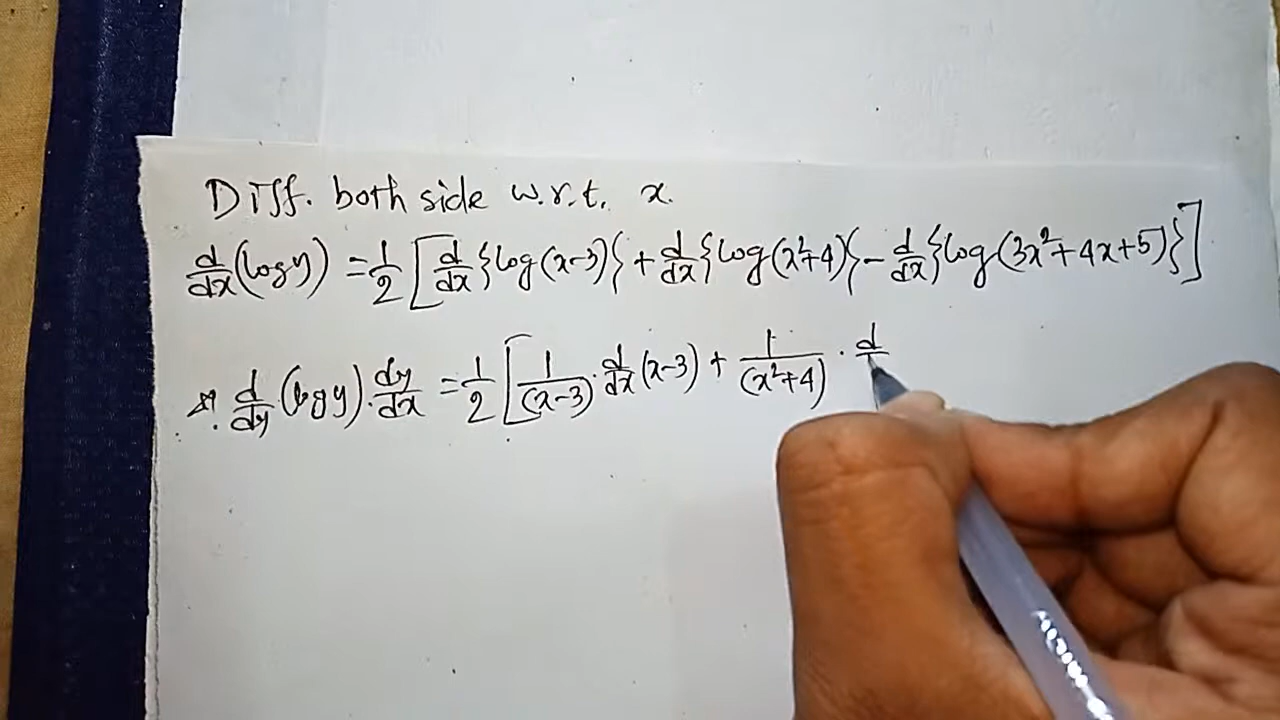 Diff. both side w.r.t. x.
d/dx (log y) = 1/2 [ d/dx {log(x-3)} + d/dx {log(x²+4)} - d/dx {log(3x²+4x+5)} ]
d/dy (log y) . dy/dx = 1/2 [ 1/(x-3) . d/dx (x-3) + 1/(x²+4) . d/